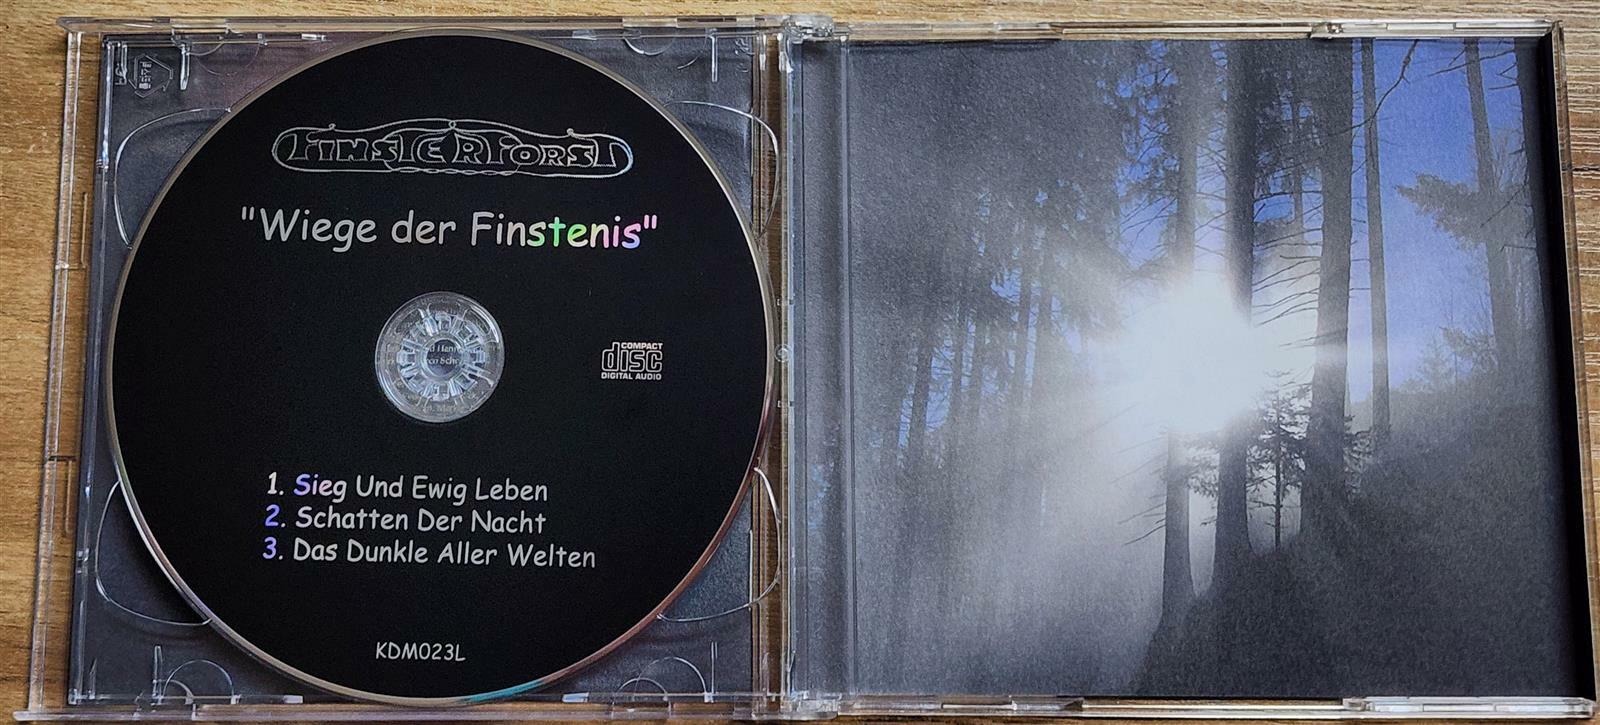 FINSTERFORST
"Wiege der Finstenis"
COMPACT
disc
DIGITAL AUDIO
1. Sieg Und Ewig Leben
2. Schatten Der Nacht
3. Das Dunkle Aller Welten
KDM023L